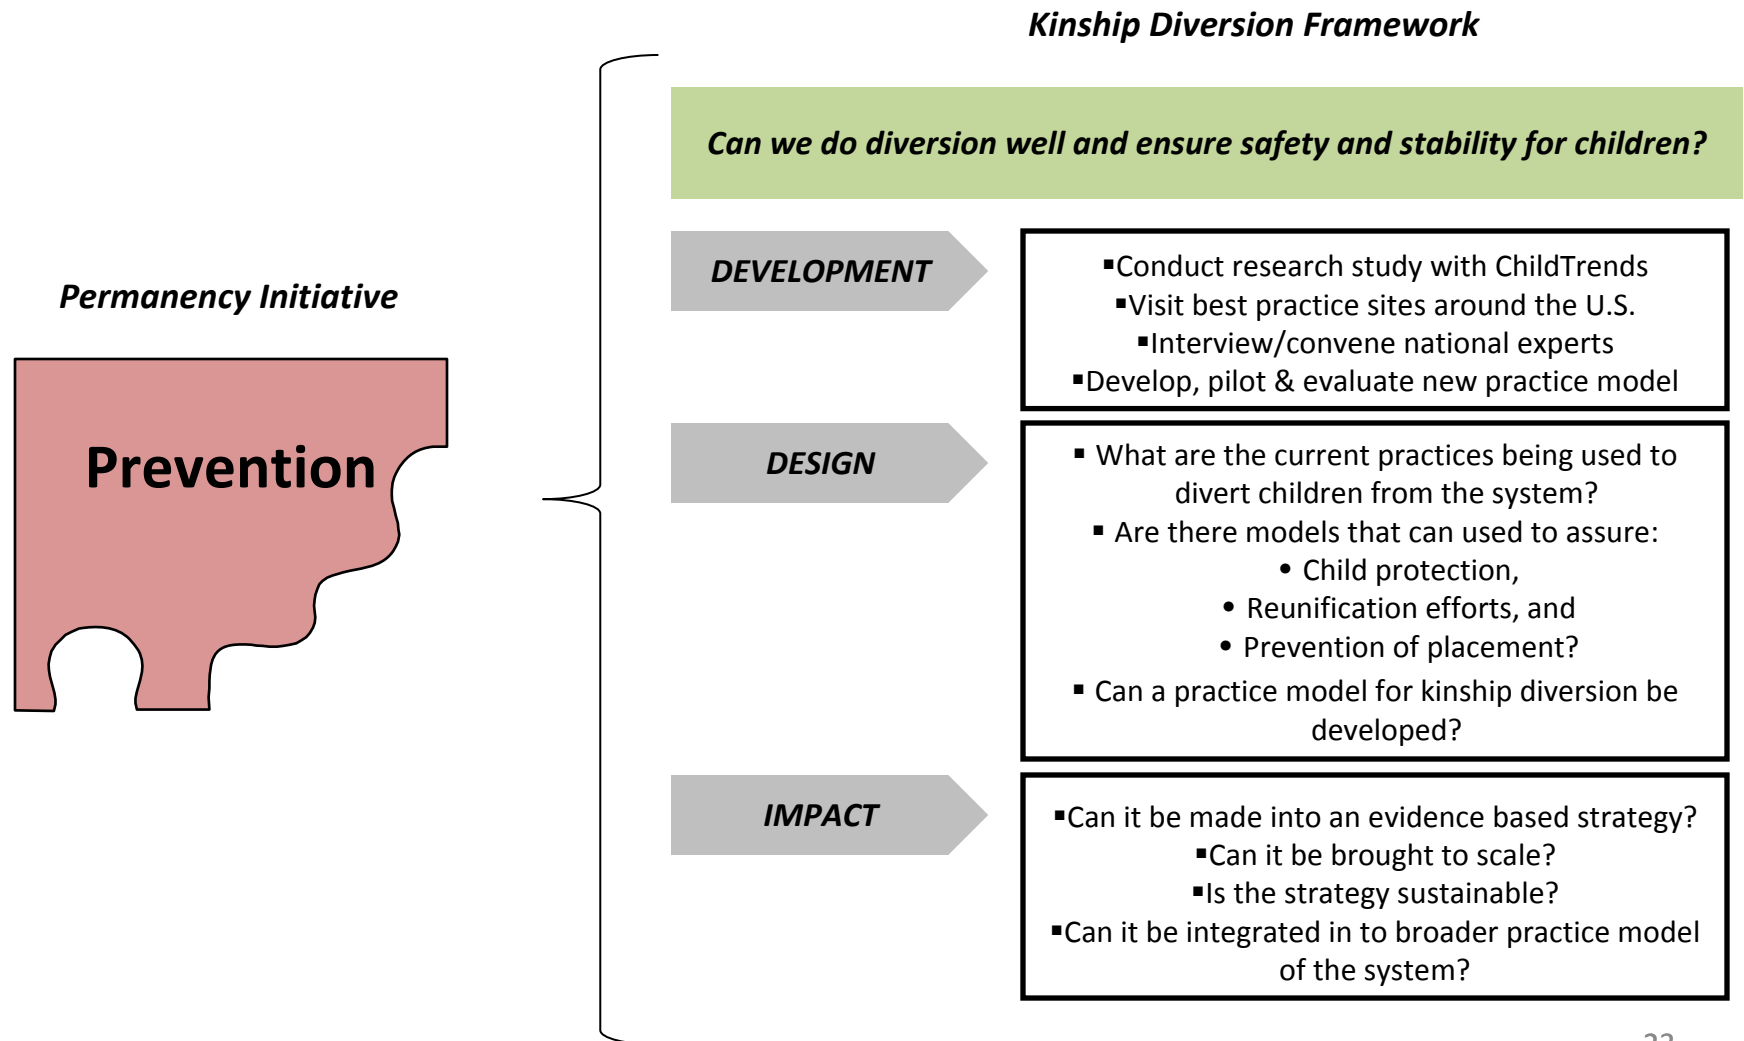 Kinship Diversion Framework
Can we do diversion well and ensure safety and stability for children?
Permanency Initiative
Prevention
DEVELOPMENT
▪Conduct research study with ChildTrends
▪Visit best practice sites around the U.S.
▪Interview/convene national experts
▪Develop, pilot & evaluate new practice model
DESIGN
▪ What are the current practices being used to
divert children from the system?
▪ Are there models that can used to assure:
• Child protection,
• Reunification efforts, and
• Prevention of placement?
▪ Can a practice model for kinship diversion be
developed?
IMPACT
▪Can it be made into an evidence based strategy?
▪Can it be brought to scale?
▪Is the strategy sustainable?
▪Can it be integrated in to broader practice model
of the system?